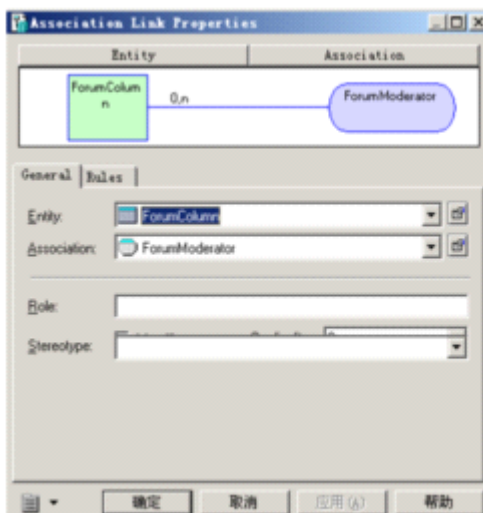 Association Link Properties
Entity Association
ForumColum
n
0,n
ForumModerator
General Rules
Entity: ForumColumn
Association: ForumModerator
Role:
Stereotype:
确定 取消 应用(A) 帮助